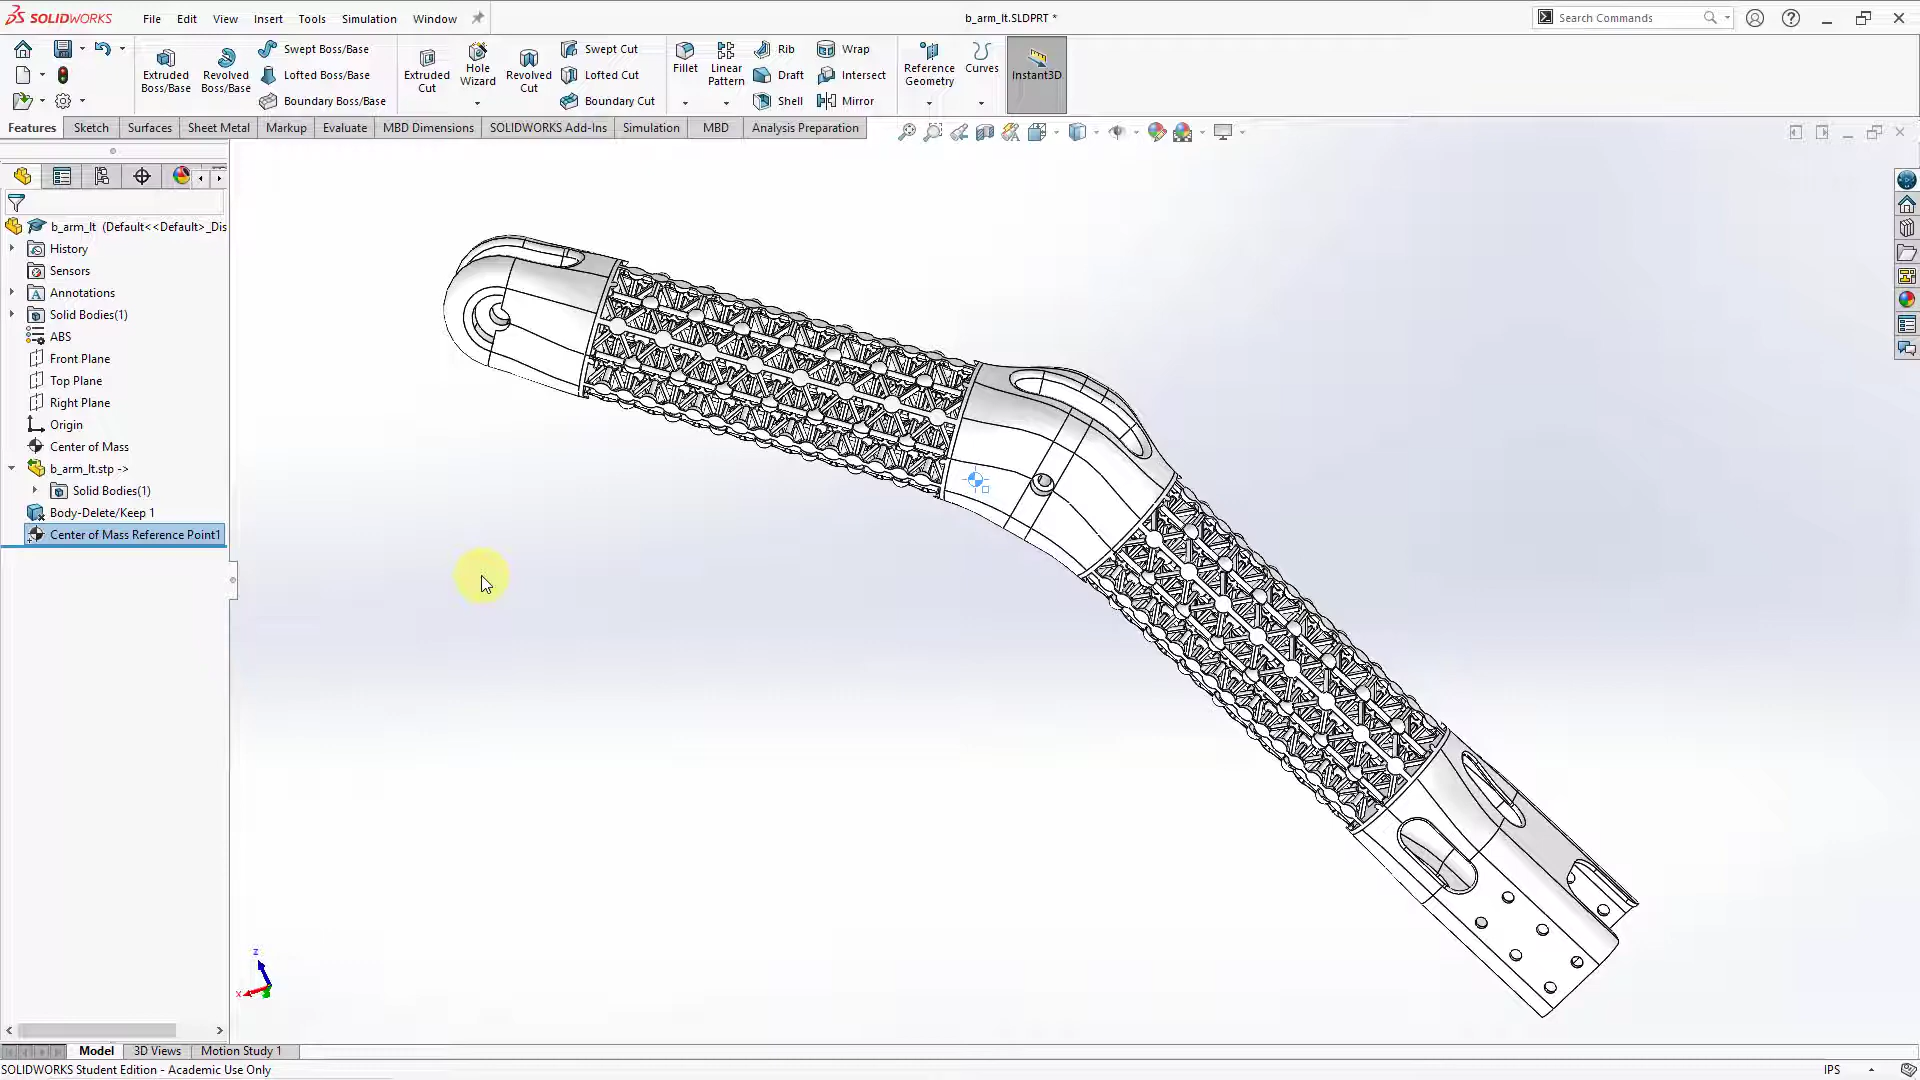 SOLIDWORKS File Edit View Insert Tools Simulation Window b_arm_lt.SLDPRT * Search Commands
Extruded Boss/Base
Revolved Boss/Base
Swept Boss/Base
Lofted Boss/Base
Boundary Boss/Base
Extruded Cut
Hole Wizard
Revolved Cut
Swept Cut
Lofted Cut
Boundary Cut
Fillet
Linear Pattern
Rib
Draft
Shell
Wrap
Intersect
Mirror
Reference Geometry
Curves
Instant3D
Features Sketch Surfaces Sheet Metal Markup Evaluate MBD Dimensions SOLIDWORKS Add-Ins Simulation MBD Analysis Preparation
b_arm_lt (Default<<Default>_Dis
History
Sensors
Annotations
Solid Bodies(1)
ABS
Front Plane
Top Plane
Right Plane
Origin
Center of Mass
b_arm_lt.stp ->
Solid Bodies(1)
Body-Delete/Keep 1
Center of Mass Reference Point1
z
x
Model 3D Views Motion Study 1
SOLIDWORKS Student Edition - Academic Use Only IPS